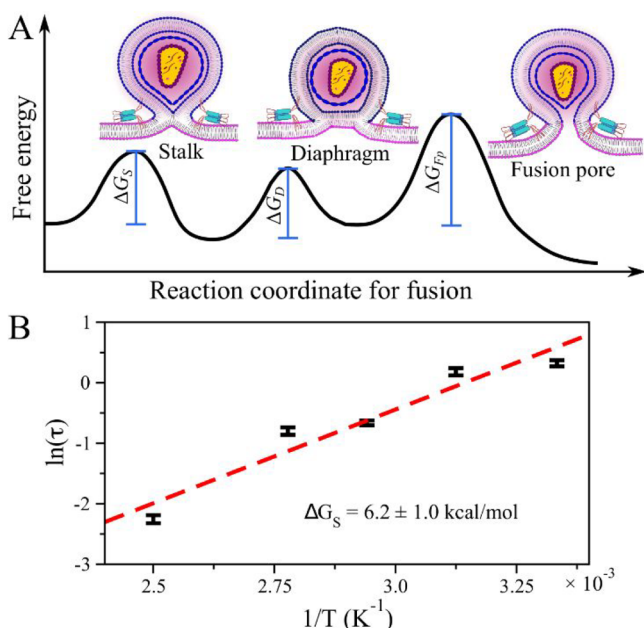 A
Free energy
Stalk
Diaphragm
Fusion pore
ΔG_S
ΔG_D
ΔG_Fp
Reaction coordinate for fusion
B
ln(τ)
1
0
-1
-2
-3
ΔG_S = 6.2 ± 1.0 kcal/mol
2.5
2.75
3.0
3.25
× 10⁻³
1/T (K⁻¹)